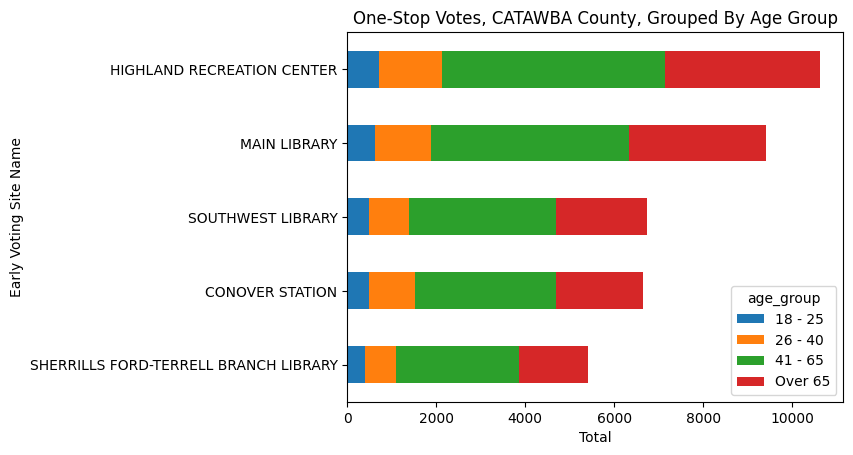 One-Stop Votes, CATAWBA County, Grouped By Age Group
Early Voting Site Name
HIGHLAND RECREATION CENTER
MAIN LIBRARY
SOUTHWEST LIBRARY
CONOVER STATION
SHERRILLS FORD-TERRELL BRANCH LIBRARY
age_group
18 - 25
26 - 40
41 - 65
Over 65
0 2000 4000 6000 8000 10000
Total